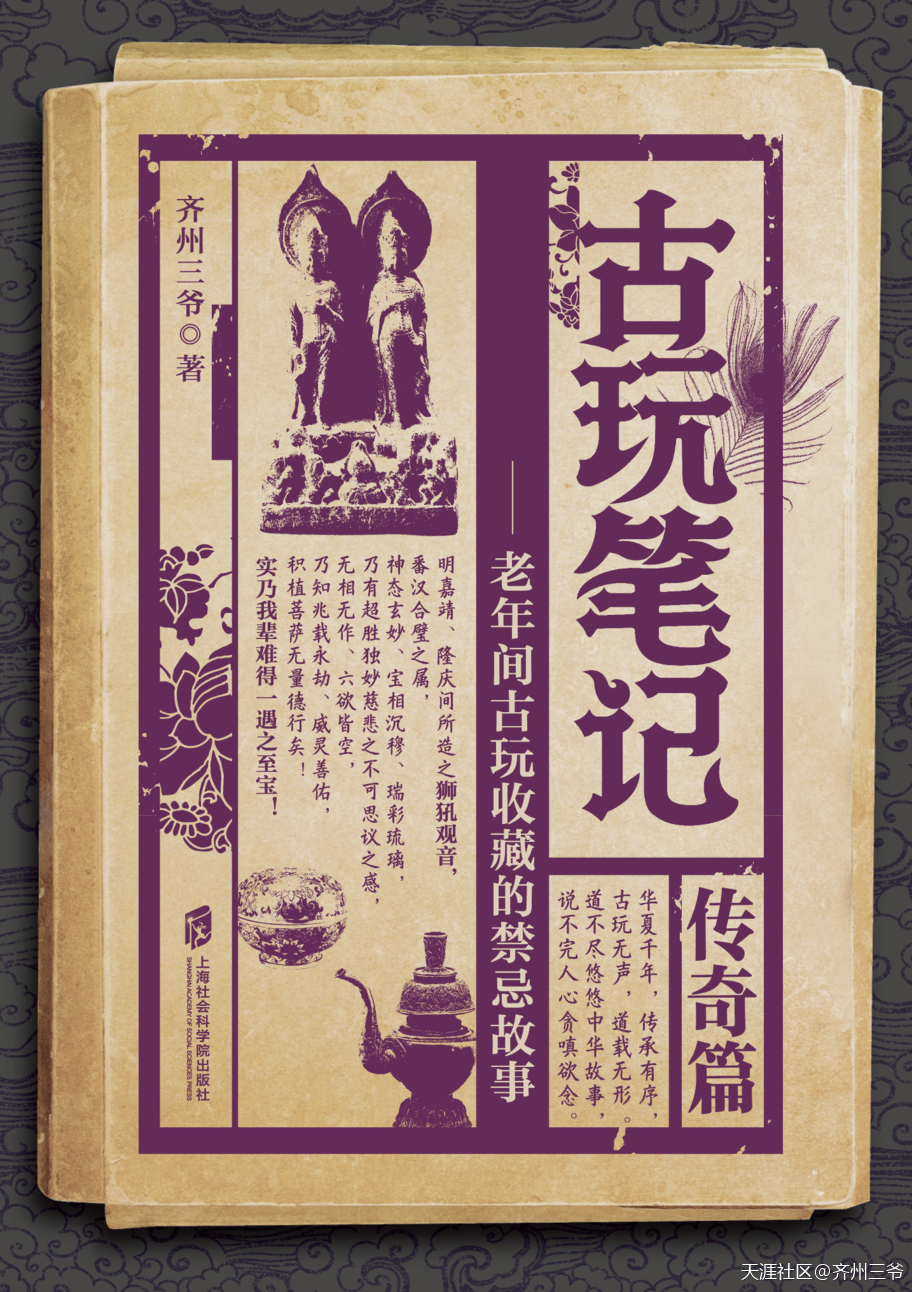 古玩笔记
传奇篇
华夏千年，传承有序，
古玩无声，道载无形。
道不尽悠悠中华故事，
说不完人心贪嗔欲念。
——老年间古玩收藏的禁忌故事
明嘉靖、隆庆间所造之狮犼观音，
番汉合璧之属，
神态玄妙、宝相沉穆、瑞彩琉璃，
乃有超胜独妙慈悲之不可思议之感，
无相无作、六欲皆空，
乃知兆载永劫、威灵善佑，
积植菩萨无量德行矣！
实乃我辈难得一遇之至宝！
齐州三爷◎著
上海社会科学院出版社
SHANGHAI ACADEMY OF SOCIAL SCIENCES PRESS
天涯社区@齐州三爷